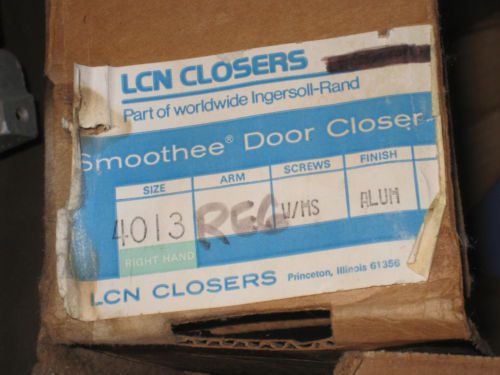 LCN CLOSERS
Part of worldwide Ingersoll-Rand
Smoothee® Door Closer
SIZE ARM SCREWS FINISH
4013 REG W/MS ALUM
RIGHT HAND
LCN CLOSERS Princeton, Illinois 61356